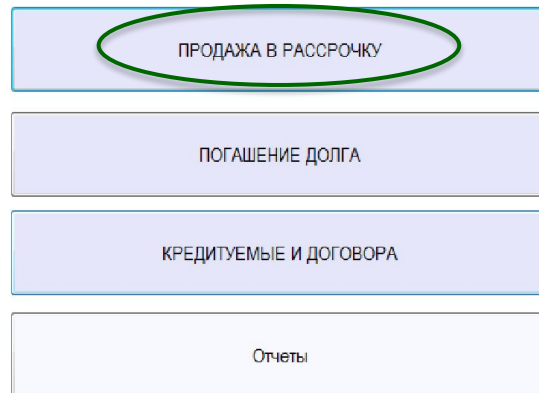 ПРОДАЖА В РАССРОЧКУ
ПОГАШЕНИЕ ДОЛГА
КРЕДИТУЕМЫЕ И ДОГОВОРА
Отчеты